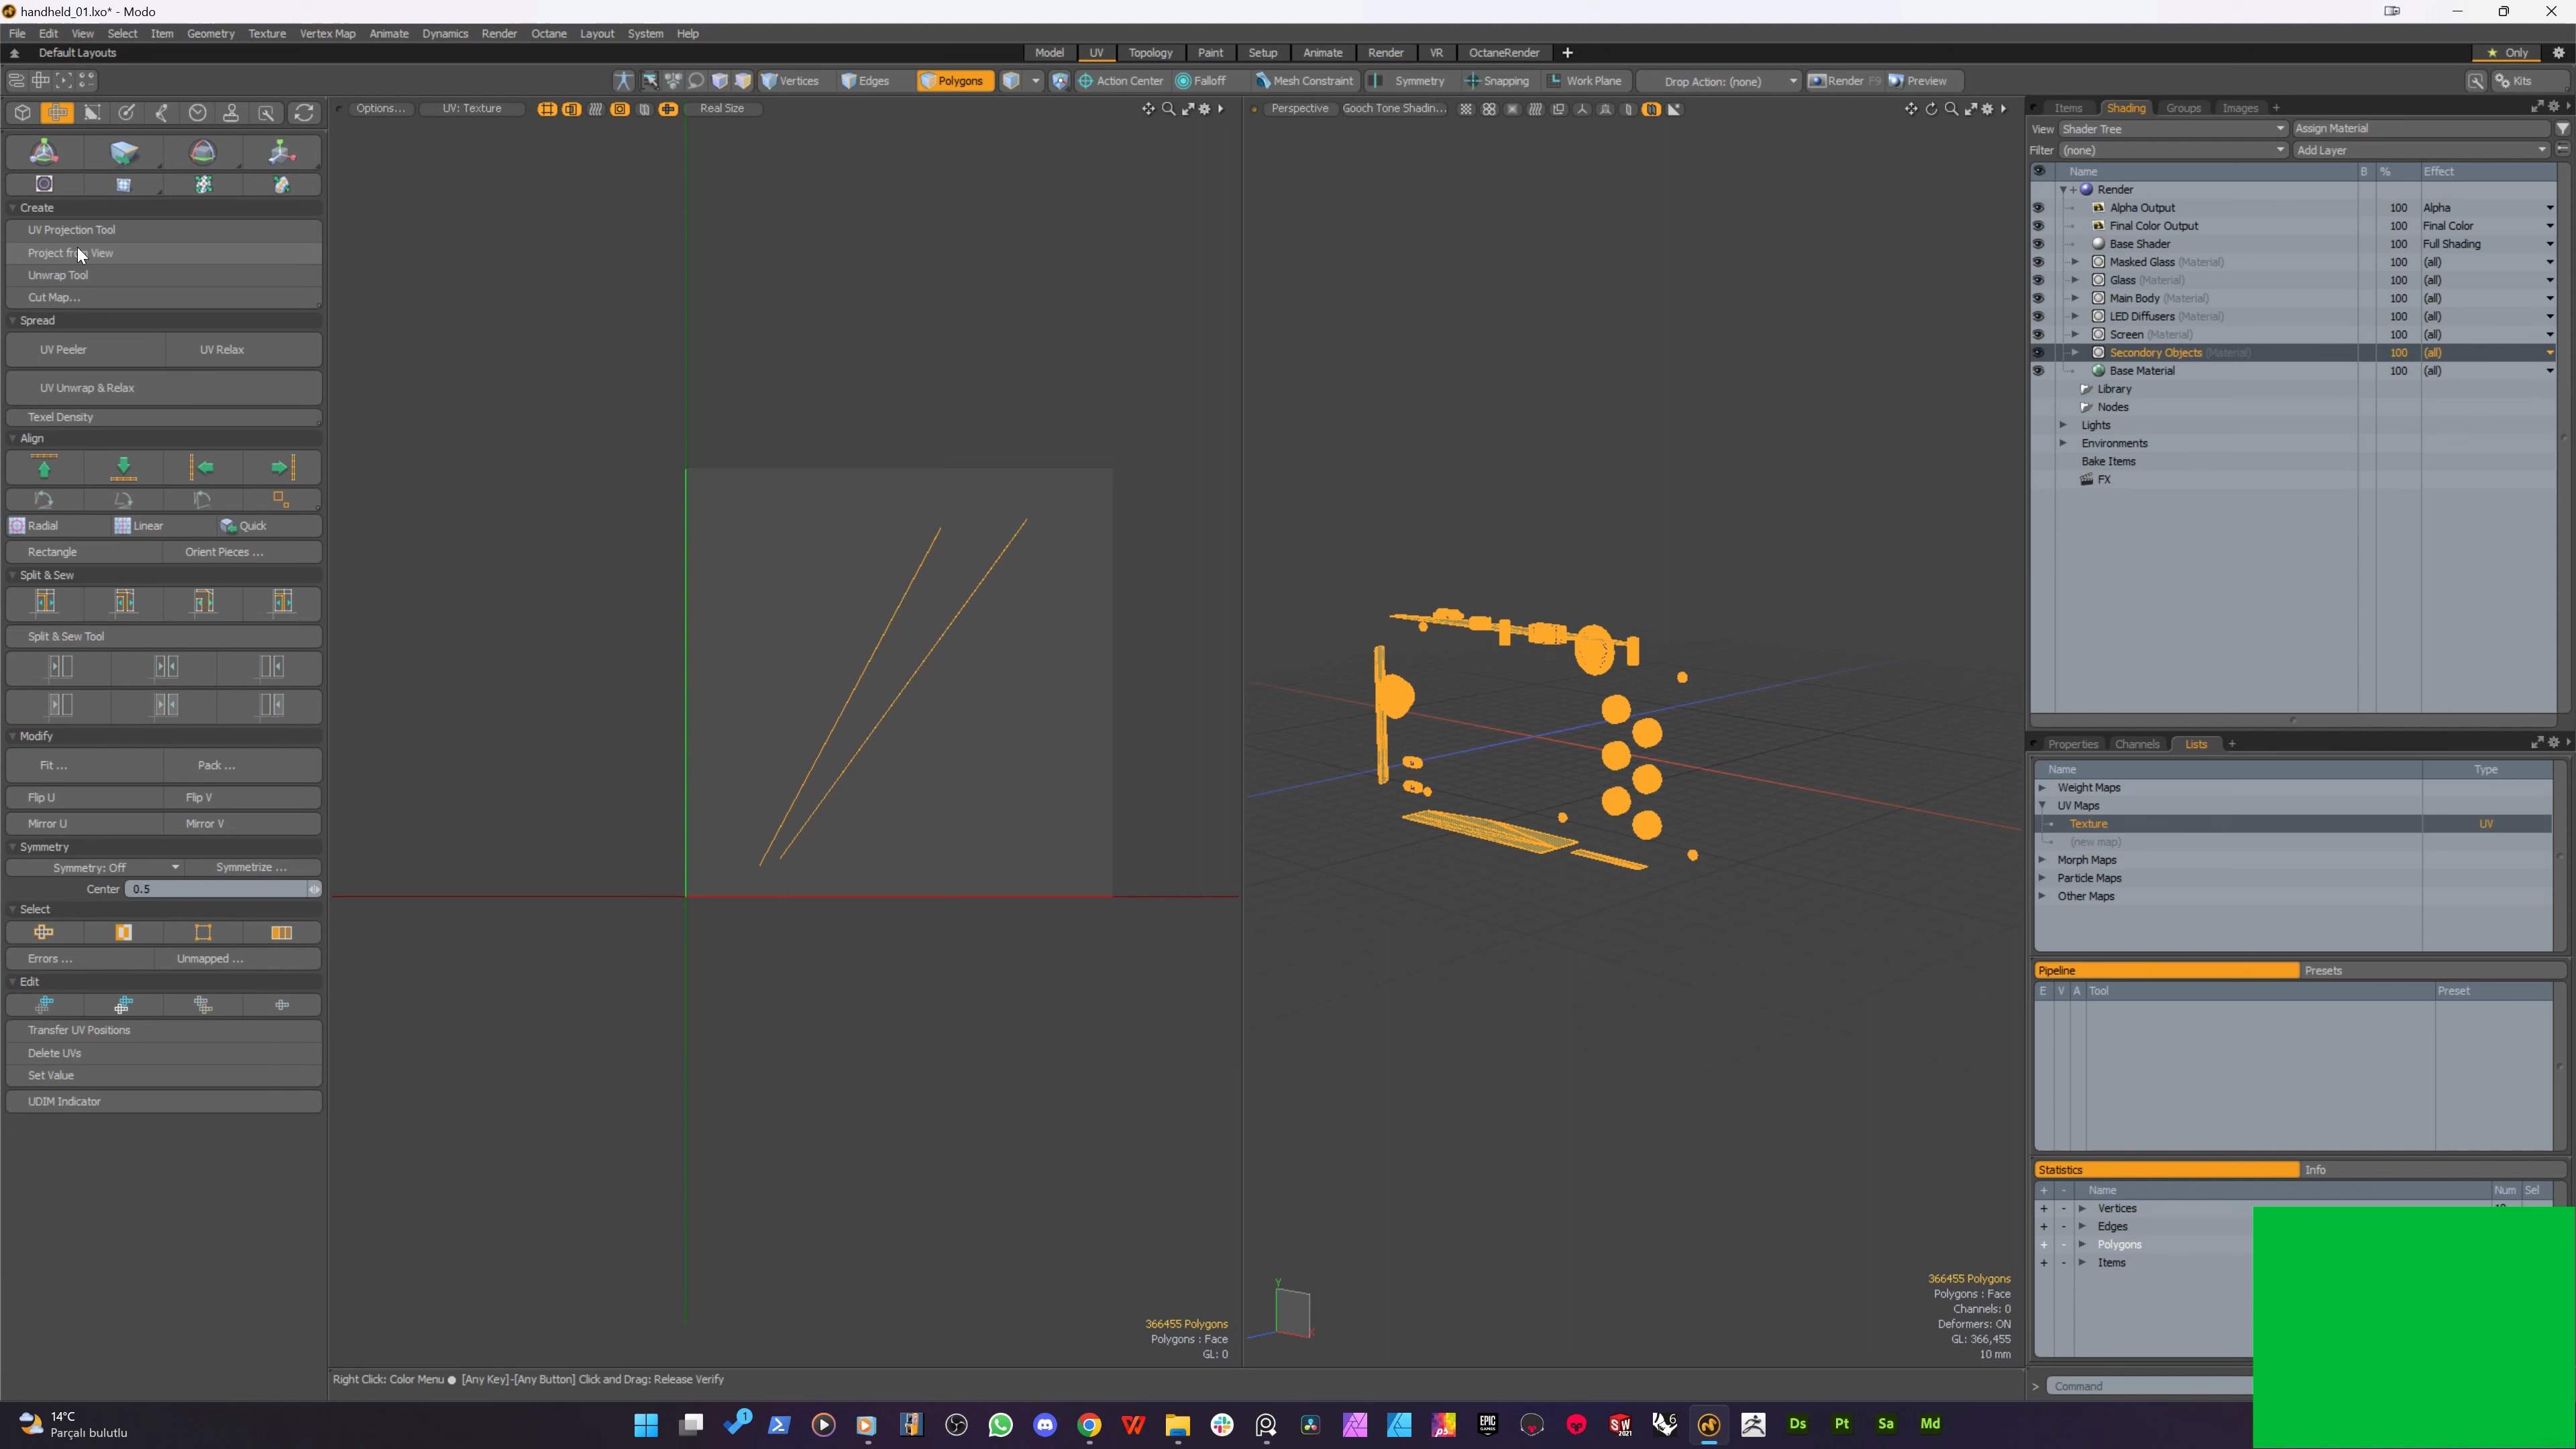 handheld_01.lxo* - Modo
File Edit View Select Item Geometry Texture Vertex Map Animate Dynamics Render Octane Layout System Help
Default Layouts Model UV Topology Paint Setup Animate Render VR OctaneRender + Only
Vertices Edges Polygons Action Center Falloff Mesh Constraint Symmetry Snapping Work Plane Drop Action: (none) Render F9 Preview Kits
Options... UV: Texture Real Size
Perspective Gooch Tone Shadin...
Create
UV Projection Tool
Project from View
Unwrap Tool
Cut Map...
Spread
UV Peeler UV Relax
UV Unwrap & Relax
Texel Density
Align
Radial Linear Quick
Rectangle Orient Pieces ...
Split & Sew
Split & Sew Tool
Modify
Fit ... Pack ...
Flip U Flip V
Mirror U Mirror V
Symmetry
Symmetry: Off Symmetrize ...
Center 0.5
Select
Errors ... Unmapped ...
Edit
Transfer UV Positions
Delete UVs
Set Value
UDIM Indicator
366455 Polygons
Polygons : Face
GL: 0
Y
X
366455 Polygons
Polygons : Face
Channels: 0
Deformers: ON
GL: 366,455
10 mm
Right Click: Color Menu ● [Any Key]-[Any Button] Click and Drag: Release Verify
Items Shading Groups Images +
View Shader Tree Assign Material
Filter (none) Add Layer
Name B % Effect
Render
Alpha Output 100 Alpha
Final Color Output 100 Final Color
Base Shader 100 Full Shading
Masked Glass (Material) 100 (all)
Glass (Material) 100 (all)
Main Body (Material) 100 (all)
LED Diffusers (Material) 100 (all)
Screen (Material) 100 (all)
Secondory Objects (Material) 100 (all)
Base Material 100 (all)
Library
Nodes
Lights
Environments
Bake Items
FX
Properties Channels Lists +
Name Type
Weight Maps
UV Maps
Texture UV
(new map)
Morph Maps
Particle Maps
Other Maps
Pipeline Presets
E V A Tool Preset
Statistics Info
+ - Name Num Sel
+ - Vertices
+ - Edges
+ - Polygons
+ - Items
> Command
14°C
Parçalı bulutlu
1 EPIC GAMES SW 2021 6 Ds Pt Sa Md